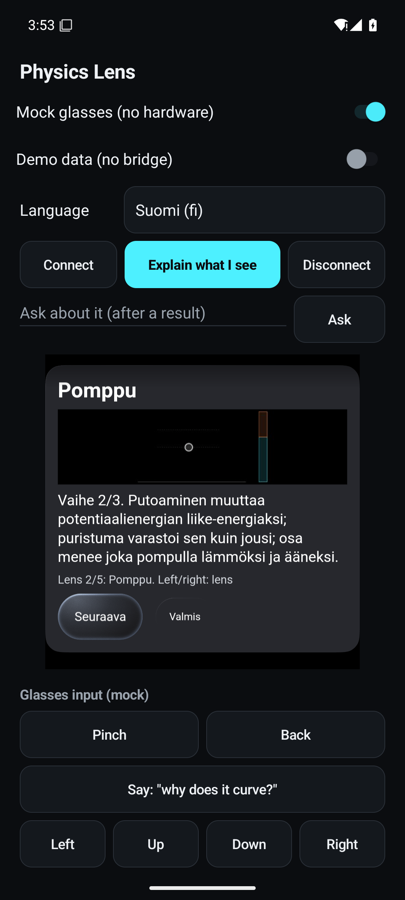 3:53
Physics Lens
Mock glasses (no hardware)
Demo data (no bridge)
Language
Suomi (fi)
Connect
Explain what I see
Disconnect
Ask about it (after a result)
Ask
Pomppu
Vaihe 2/3. Putoaminen muuttaa
potentiaalienergian liike-energiaksi;
puristuma varastoi sen kuin jousi; osa
menee joka pompulla lämmöksi ja ääneksi.
Lens 2/5: Pomppu. Left/right: lens
Seuraava
Valmis
Glasses input (mock)
Pinch
Back
Say: "why does it curve?"
Left
Up
Down
Right